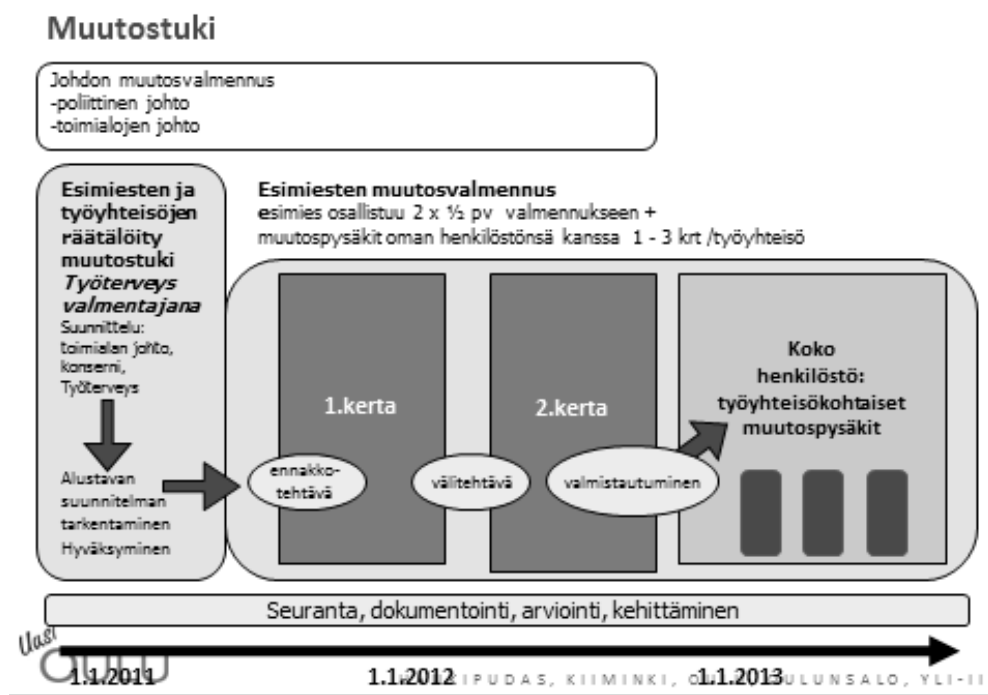 Muutostuki
Johdon muutosvalmennus
-poliittinen johto
-toimialojen johto
Esimiesten ja
työyhteisöjen
räätälöity
muutostuki
Työterveys
valmentajana
Suunnittelu:
toimialan johto,
konserni,
Työterveys
Alustavan
suunnitelman
tarkentaminen
Hyväksyminen
Esimiesten muutosvalmennus
esimies osallistuu 2 x ½ pv valmennukseen +
muutospysäkit oman henkilöstönsä kanssa 1 - 3 krt /työyhteisö
1.kerta
2.kerta
Koko
henkilöstö:
työyhteisökohtaiset
muutospysäkit
ennakko-
tehtävä
välitehtävä
valmistautuminen
Seuranta, dokumentointi, arviointi, kehittäminen
Uusi
OULU
1.1.2011 1.1.2012 1.1.2013
KIIMINKI, YLI-II